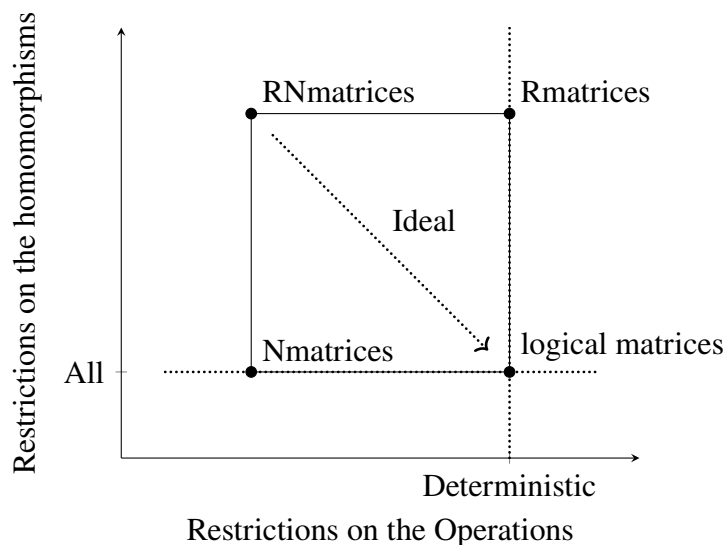 Restrictions on the homomorphisms
RNmatrices
Rmatrices
Ideal
Nmatrices
logical matrices
All
Deterministic
Restrictions on the Operations